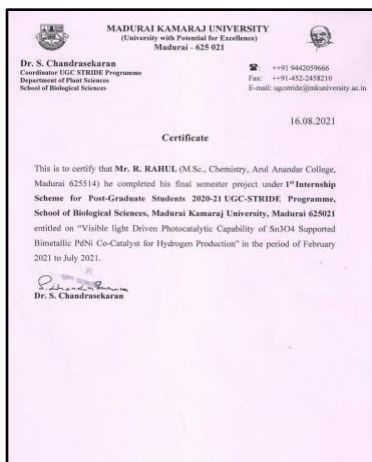 MADURAI KAMARAJ UNIVERSITY
(University with Potential for Excellence)
Madurai - 625 021
Dr. S. Chandrasekaran
Coordinator UGC STRIDE Programme
Department of Plant Sciences
School of Biological Sciences
☎: ++91 9442059666
Fax: ++91-452-2458210
E-mail: ugcstride@mkuniversity.ac.in
16.08.2021
Certificate
This is to certify that Mr. R. RAHUL (M.Sc., Chemistry, Arul Anandar College,
Madurai 625514) he completed his final semester project under 1st Internship
Scheme for Post-Graduate Students 2020-21 UGC-STRIDE Programme,
School of Biological Sciences, Madurai Kamaraj University, Madurai 625021
entitled on “Visible light Driven Photocatalytic Capability of Sn3O4 Supported
Bimetallic PdNi Co-Catalyst for Hydrogen Production” in the period of February
2021 to July 2021.
Dr. S. Chandrasekaran